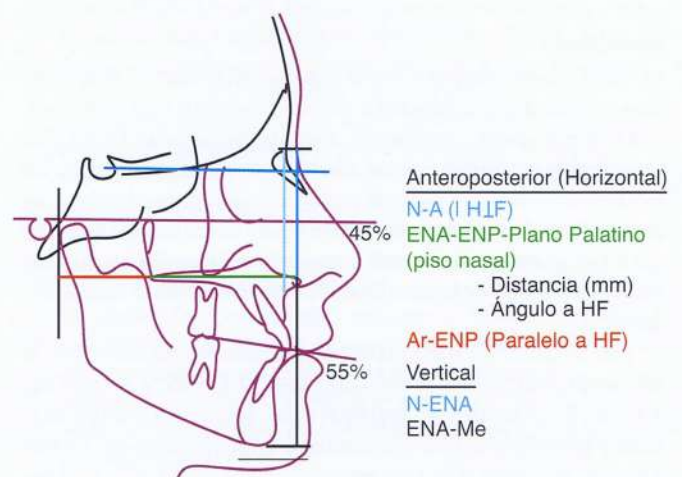 Anteroposterior (Horizontal)
N-A (| H⊥F)
45%
ENA-ENP-Plano Palatino
(piso nasal)
- Distancia (mm)
- Ángulo a HF
Ar-ENP (Paralelo a HF)
55%
Vertical
N-ENA
ENA-Me